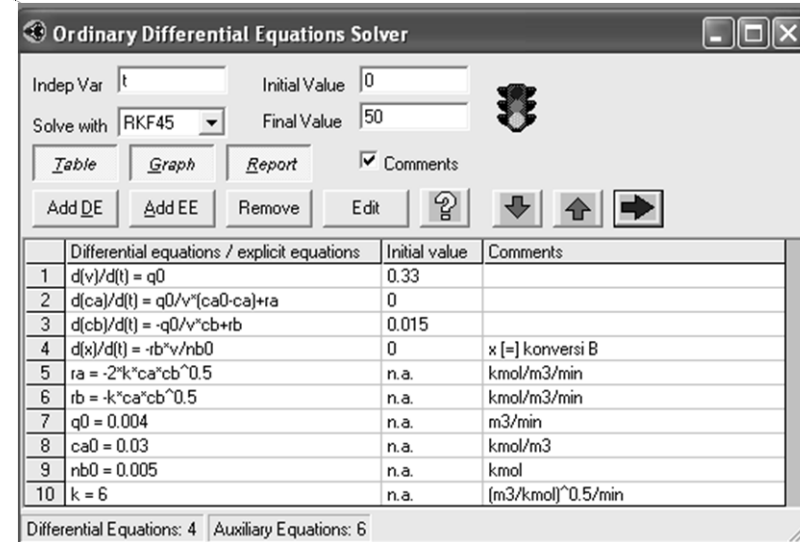 Ordinary Differential Equations Solver
Indep Var t Initial Value 0
Solve with RKF45 Final Value 50
Table Graph Report Comments
Add DE Add EE Remove Edit ?
Differential equations / explicit equations Initial value Comments
1 d(v)/d(t) = q0 0.33
2 d(ca)/d(t) = q0/v*(ca0-ca)+ra 0
3 d(cb)/d(t) = -q0/v*cb+rb 0.015
4 d(x)/d(t) = -rb*v/nb0 0 x [=] konversi B
5 ra = -2*k*ca*cb^0.5 n.a. kmol/m3/min
6 rb = -k*ca*cb^0.5 n.a. kmol/m3/min
7 q0 = 0.004 n.a. m3/min
8 ca0 = 0.03 n.a. kmol/m3
9 nb0 = 0.005 n.a. kmol
10 k = 6 n.a. (m3/kmol)^0.5/min
Differential Equations: 4 Auxiliary Equations: 6